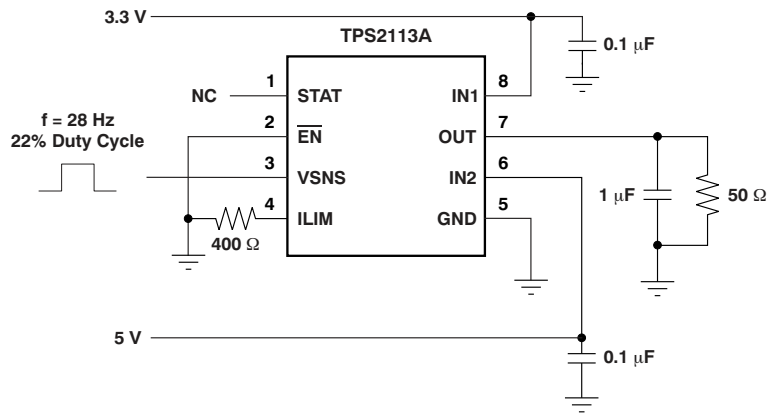 3.3 V
TPS2113A
0.1 μF
NC
1
STAT
IN1
8
f = 28 Hz
22% Duty Cycle
2
EN
OUT
7
3
VSNS
IN2
6
1 μF
50 Ω
4
ILIM
GND
5
400 Ω
5 V
0.1 μF